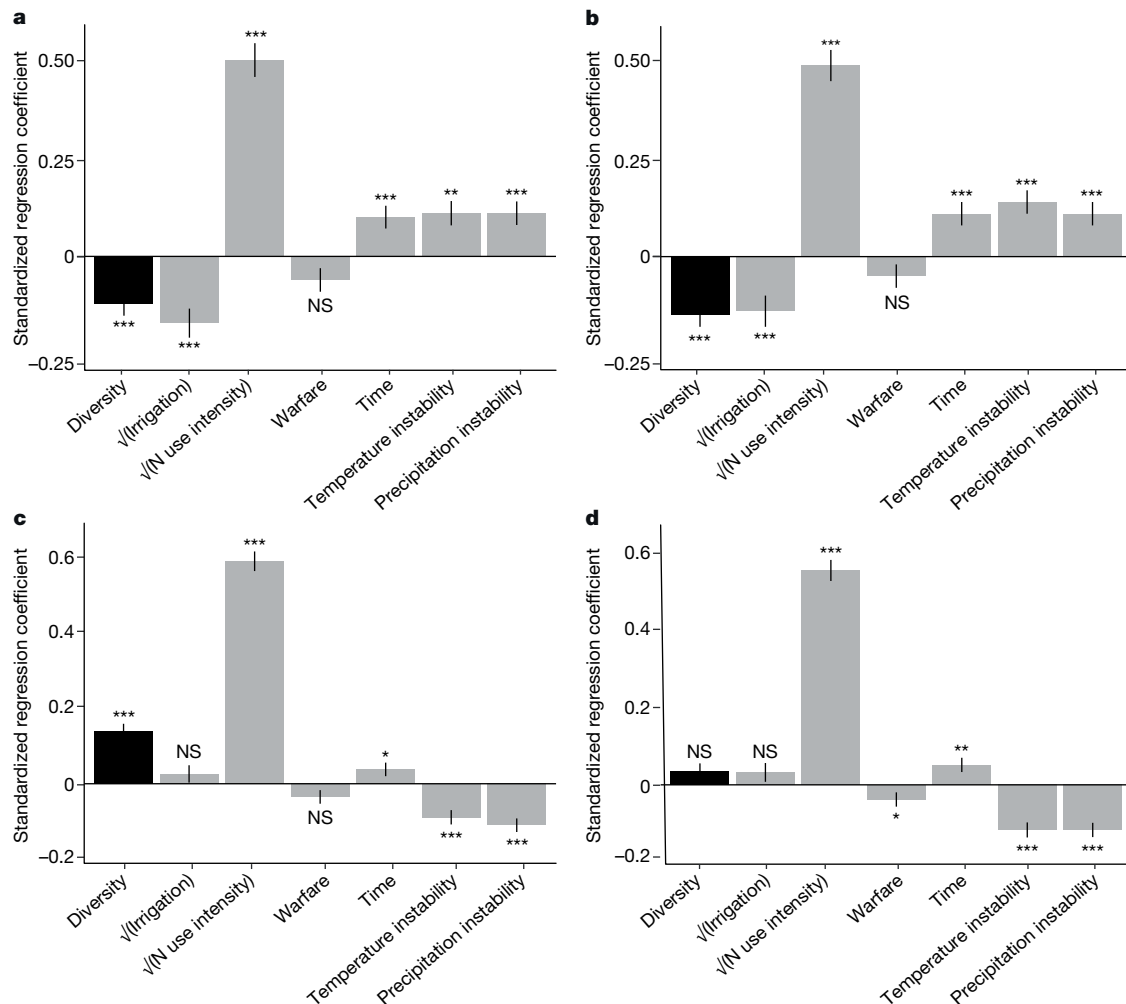 a
Standardized regression coefficient
0.50
0.25
0
–0.25
***
***
***
NS
***
**
***
Diversity
√(Irrigation)
√(N use intensity)
Warfare
Time
Temperature instability
Precipitation instability
b
Standardized regression coefficient
0.50
0.25
0
–0.25
***
***
***
NS
***
***
***
Diversity
√(Irrigation)
√(N use intensity)
Warfare
Time
Temperature instability
Precipitation instability
c
Standardized regression coefficient
0.6
0.4
0.2
0
–0.2
***
NS
***
NS
*
***
***
Diversity
√(Irrigation)
√(N use intensity)
Warfare
Time
Temperature instability
Precipitation instability
d
Standardized regression coefficient
0.6
0.4
0.2
0
–0.2
NS
NS
***
*
**
***
***
Diversity
√(Irrigation)
√(N use intensity)
Warfare
Time
Temperature instability
Precipitation instability